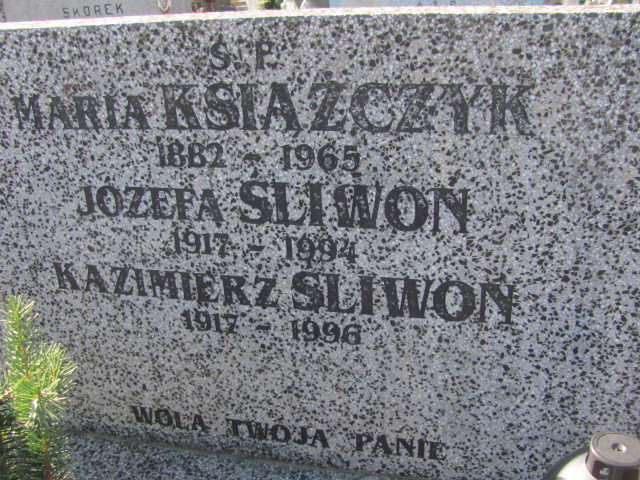 SKOREK
Ś. P.
MARIA KSIĄŻCZYK
1882 - 1965
JÓZEFA ŚLIWOŃ
1917 - 1994
KAZIMIERZ ŚLIWOŃ
1917 - 1996
WOLA TWOJA PANIE